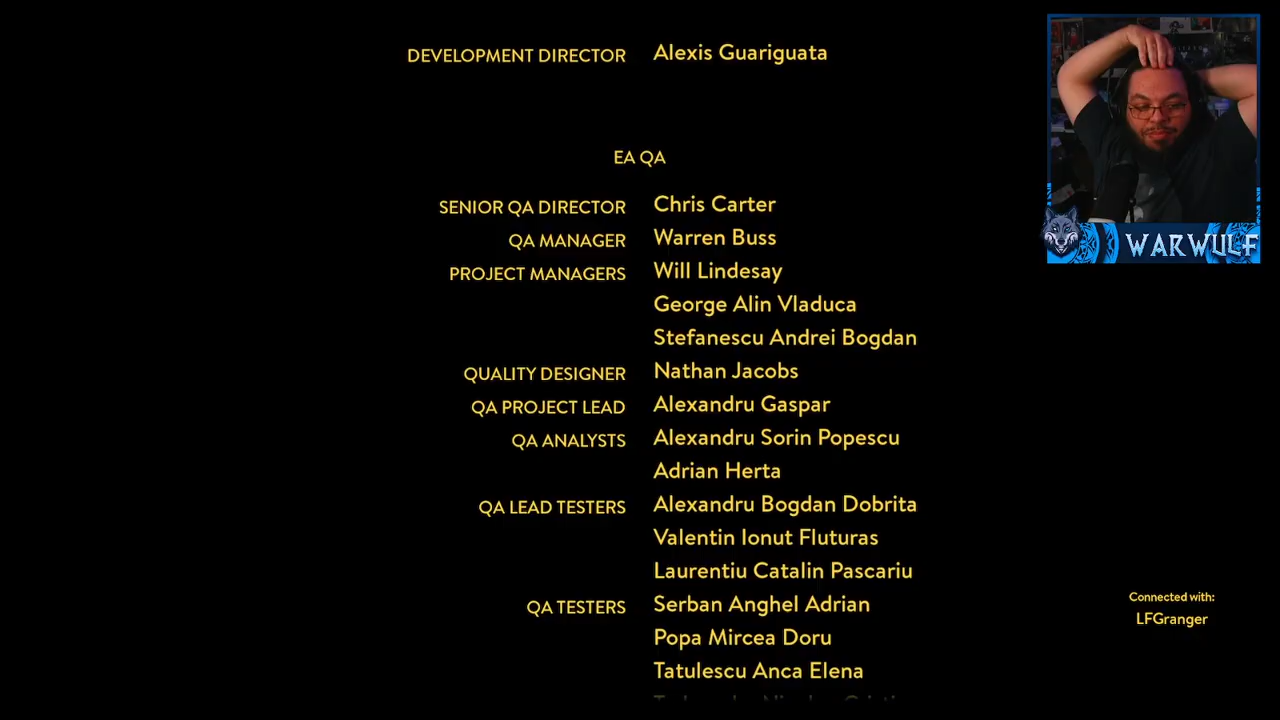 DEVELOPMENT DIRECTOR Alexis Guariguata
EA QA
SENIOR QA DIRECTOR Chris Carter
QA MANAGER Warren Buss
PROJECT MANAGERS Will Lindesay
George Alin Vladuca
Stefanescu Andrei Bogdan
QUALITY DESIGNER Nathan Jacobs
QA PROJECT LEAD Alexandru Gaspar
QA ANALYSTS Alexandru Sorin Popescu
Adrian Herta
QA LEAD TESTERS Alexandru Bogdan Dobrita
Valentin Ionut Fluturas
Laurentiu Catalin Pascariu
QA TESTERS Serban Anghel Adrian
Popa Mircea Doru
Tatulescu Anca Elena
WARWULF
Connected with:
LFGranger